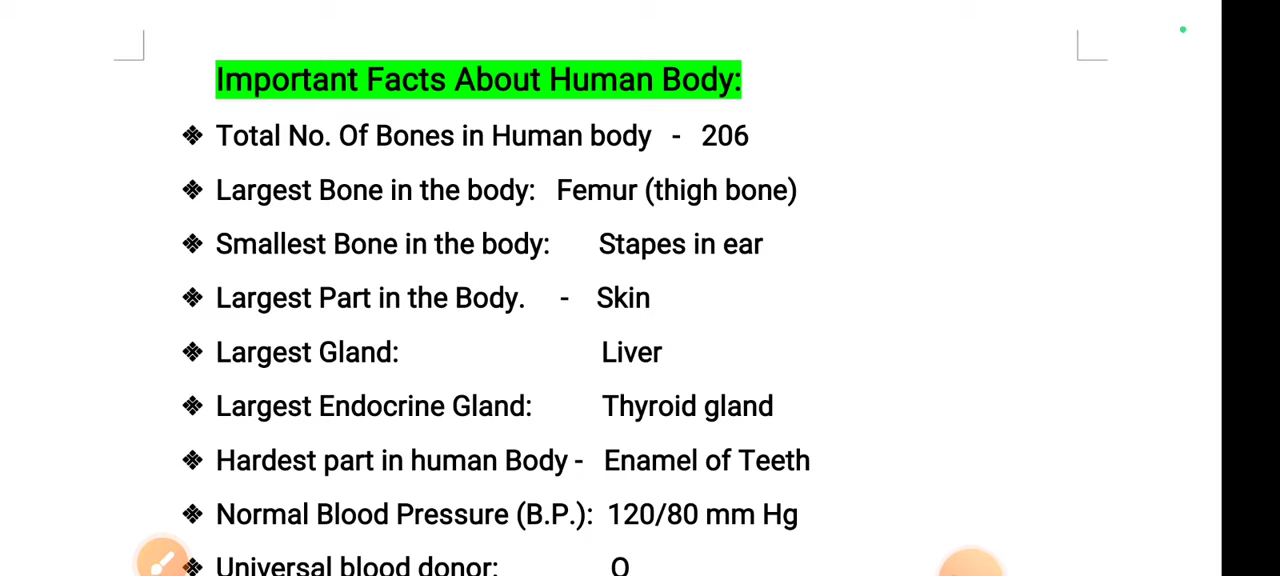 Important Facts About Human Body:
❖ Total No. Of Bones in Human body - 206
❖ Largest Bone in the body: Femur (thigh bone)
❖ Smallest Bone in the body: Stapes in ear
❖ Largest Part in the Body. - Skin
❖ Largest Gland: Liver
❖ Largest Endocrine Gland: Thyroid gland
❖ Hardest part in human Body - Enamel of Teeth
❖ Normal Blood Pressure (B.P.): 120/80 mm Hg
❖ Universal blood donor: O